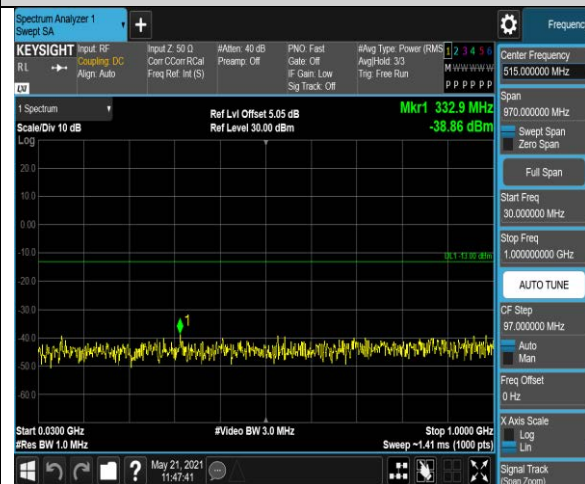 Spectrum Analyzer 1
Swept SA
+
Frequenc
KEYSIGHT
RL
LXI
Input: RF
Coupling: DC
Align: Auto
Input Z: 50 Ω
Corr CCorr RCal
Freq Ref: Int (S)
#Atten: 40 dB
Preamp: Off
PNO: Fast
Gate: Off
IF Gain: Low
Sig Track: Off
#Avg Type: Power (RMS
Avg|Hold: 3/3
Trig: Free Run
1 2 3 4 5 6
M W W W W W
P P P P P P
1 Spectrum
Scale/Div 10 dB
Log
Ref Lvl Offset 5.05 dB
Ref Level 30.00 dBm
Mkr1 332.9 MHz
-38.86 dBm
20.0
10.0
0.00
-10.0
-20.0
-30.0
-40.0
-50.0
-60.0
DL1 -13.00 dBm
1
Start 0.0300 GHz
#Res BW 1.0 MHz
#Video BW 3.0 MHz
Stop 1.0000 GHz
Sweep ~1.41 ms (1000 pts)
Center Frequency
515.000000 MHz
Span
970.000000 MHz
Swept Span
Zero Span
Full Span
Start Freq
30.000000 MHz
Stop Freq
1.000000000 GHz
AUTO TUNE
CF Step
97.000000 MHz
Auto
Man
Freq Offset
0 Hz
X Axis Scale
Log
Lin
Signal Track
(Span Zoom)
?
May 21, 2021
11:47:41